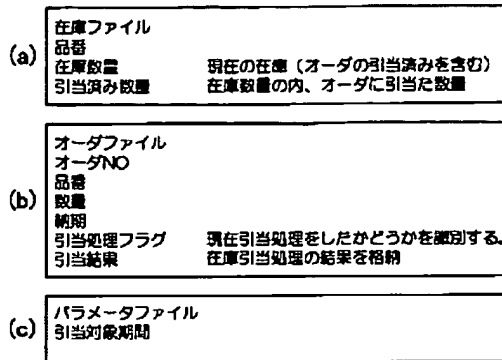 (a)
在庫ファイル
品番
在庫数量 現在の在庫（オーダの引当済みを含む）
引当済み数量 在庫数量の内、オーダに引当た数量
(b)
オーダファイル
オーダNO
品番
数量
納期
引当処理フラグ 現在引当処理をしたかどうかを識別する。
引当結果 在庫引当処理の結果を格納
(c)
パラメータファイル
引当対象期間